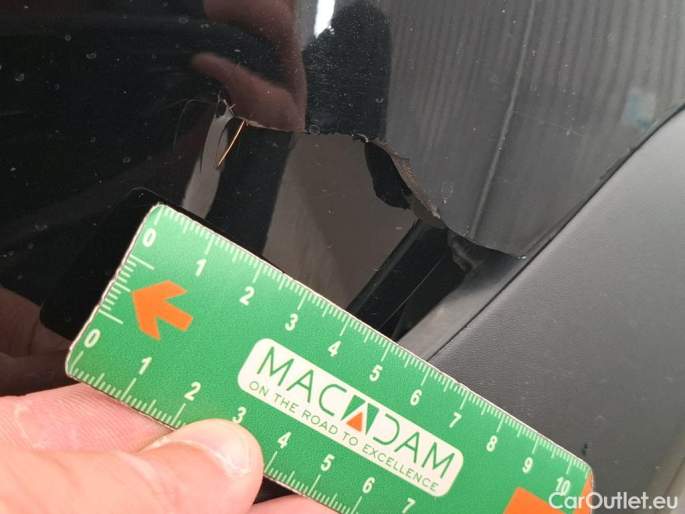 0 1 2 3 4 5 6 7 8 9 10
MACADAM
ON THE ROAD TO EXCELLENCE
0 1 2 3 4 5 6 7
CarOutlet.eu